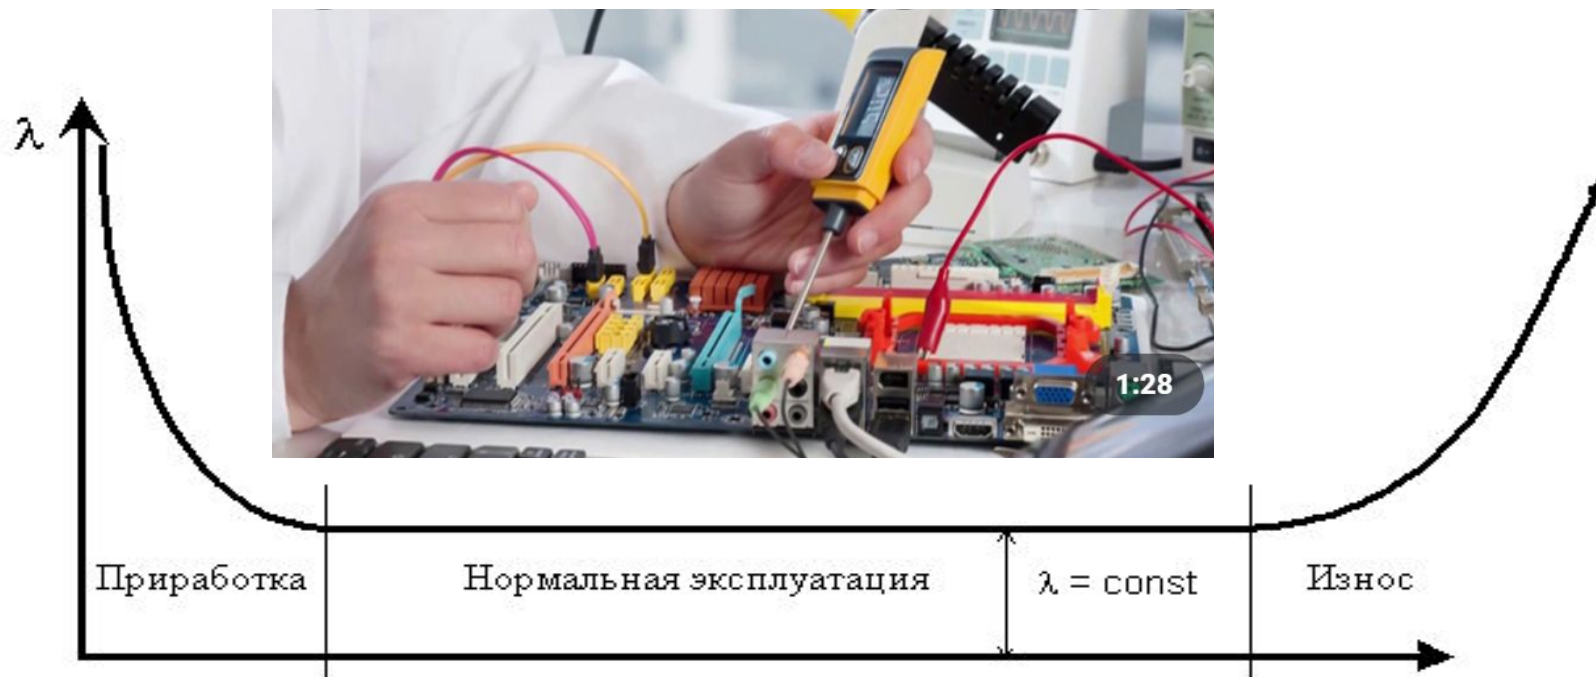 λ
1:28
Приработка
Нормальная эксплуатация
λ = const
Износ